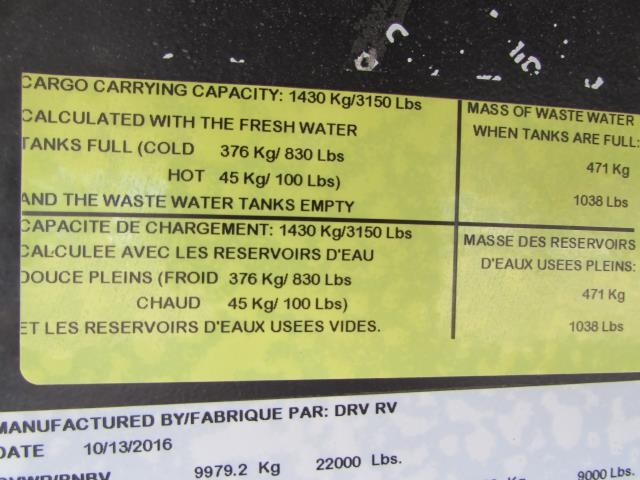 CARGO CARRYING CAPACITY: 1430 Kg/3150 Lbs
CALCULATED WITH THE FRESH WATER
TANKS FULL (COLD 376 Kg/ 830 Lbs
HOT 45 Kg/ 100 Lbs)
AND THE WASTE WATER TANKS EMPTY
MASS OF WASTE WATER
WHEN TANKS ARE FULL:
471 Kg
1038 Lbs
CAPACITE DE CHARGEMENT: 1430 Kg/3150 Lbs
CALCULEE AVEC LES RESERVOIRS D'EAU
DOUCE PLEINS (FROID 376 Kg/ 830 Lbs
CHAUD 45 Kg/ 100 Lbs)
ET LES RESERVOIRS D'EAUX USEES VIDES.
MASSE DES RESERVOIRS
D'EAUX USEES PLEINS:
471 Kg
1038 Lbs
MANUFACTURED BY/FABRIQUE PAR: DRV RV
DATE 10/13/2016
9979.2 Kg 22000 Lbs. 9000 Lbs.